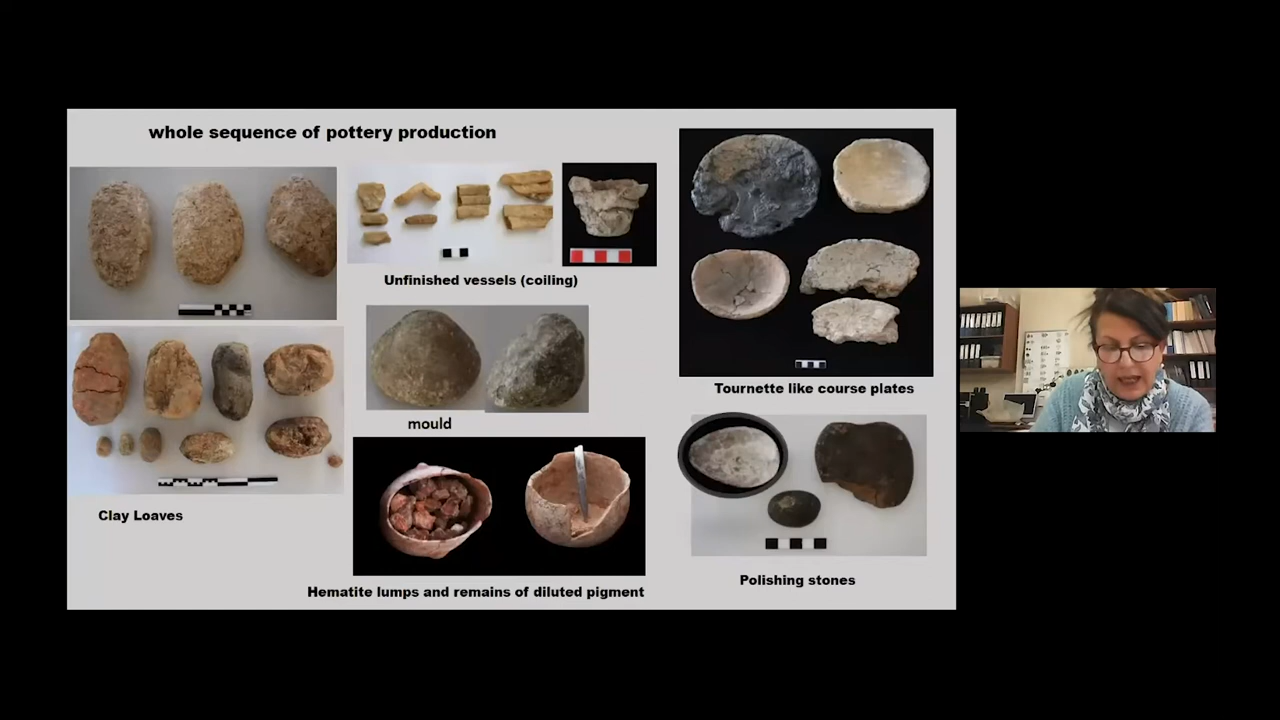 whole sequence of pottery production
Unfinished vessels (coiling)
Tournette like course plates
mould
Clay Loaves
Polishing stones
Hematite lumps and remains of diluted pigment